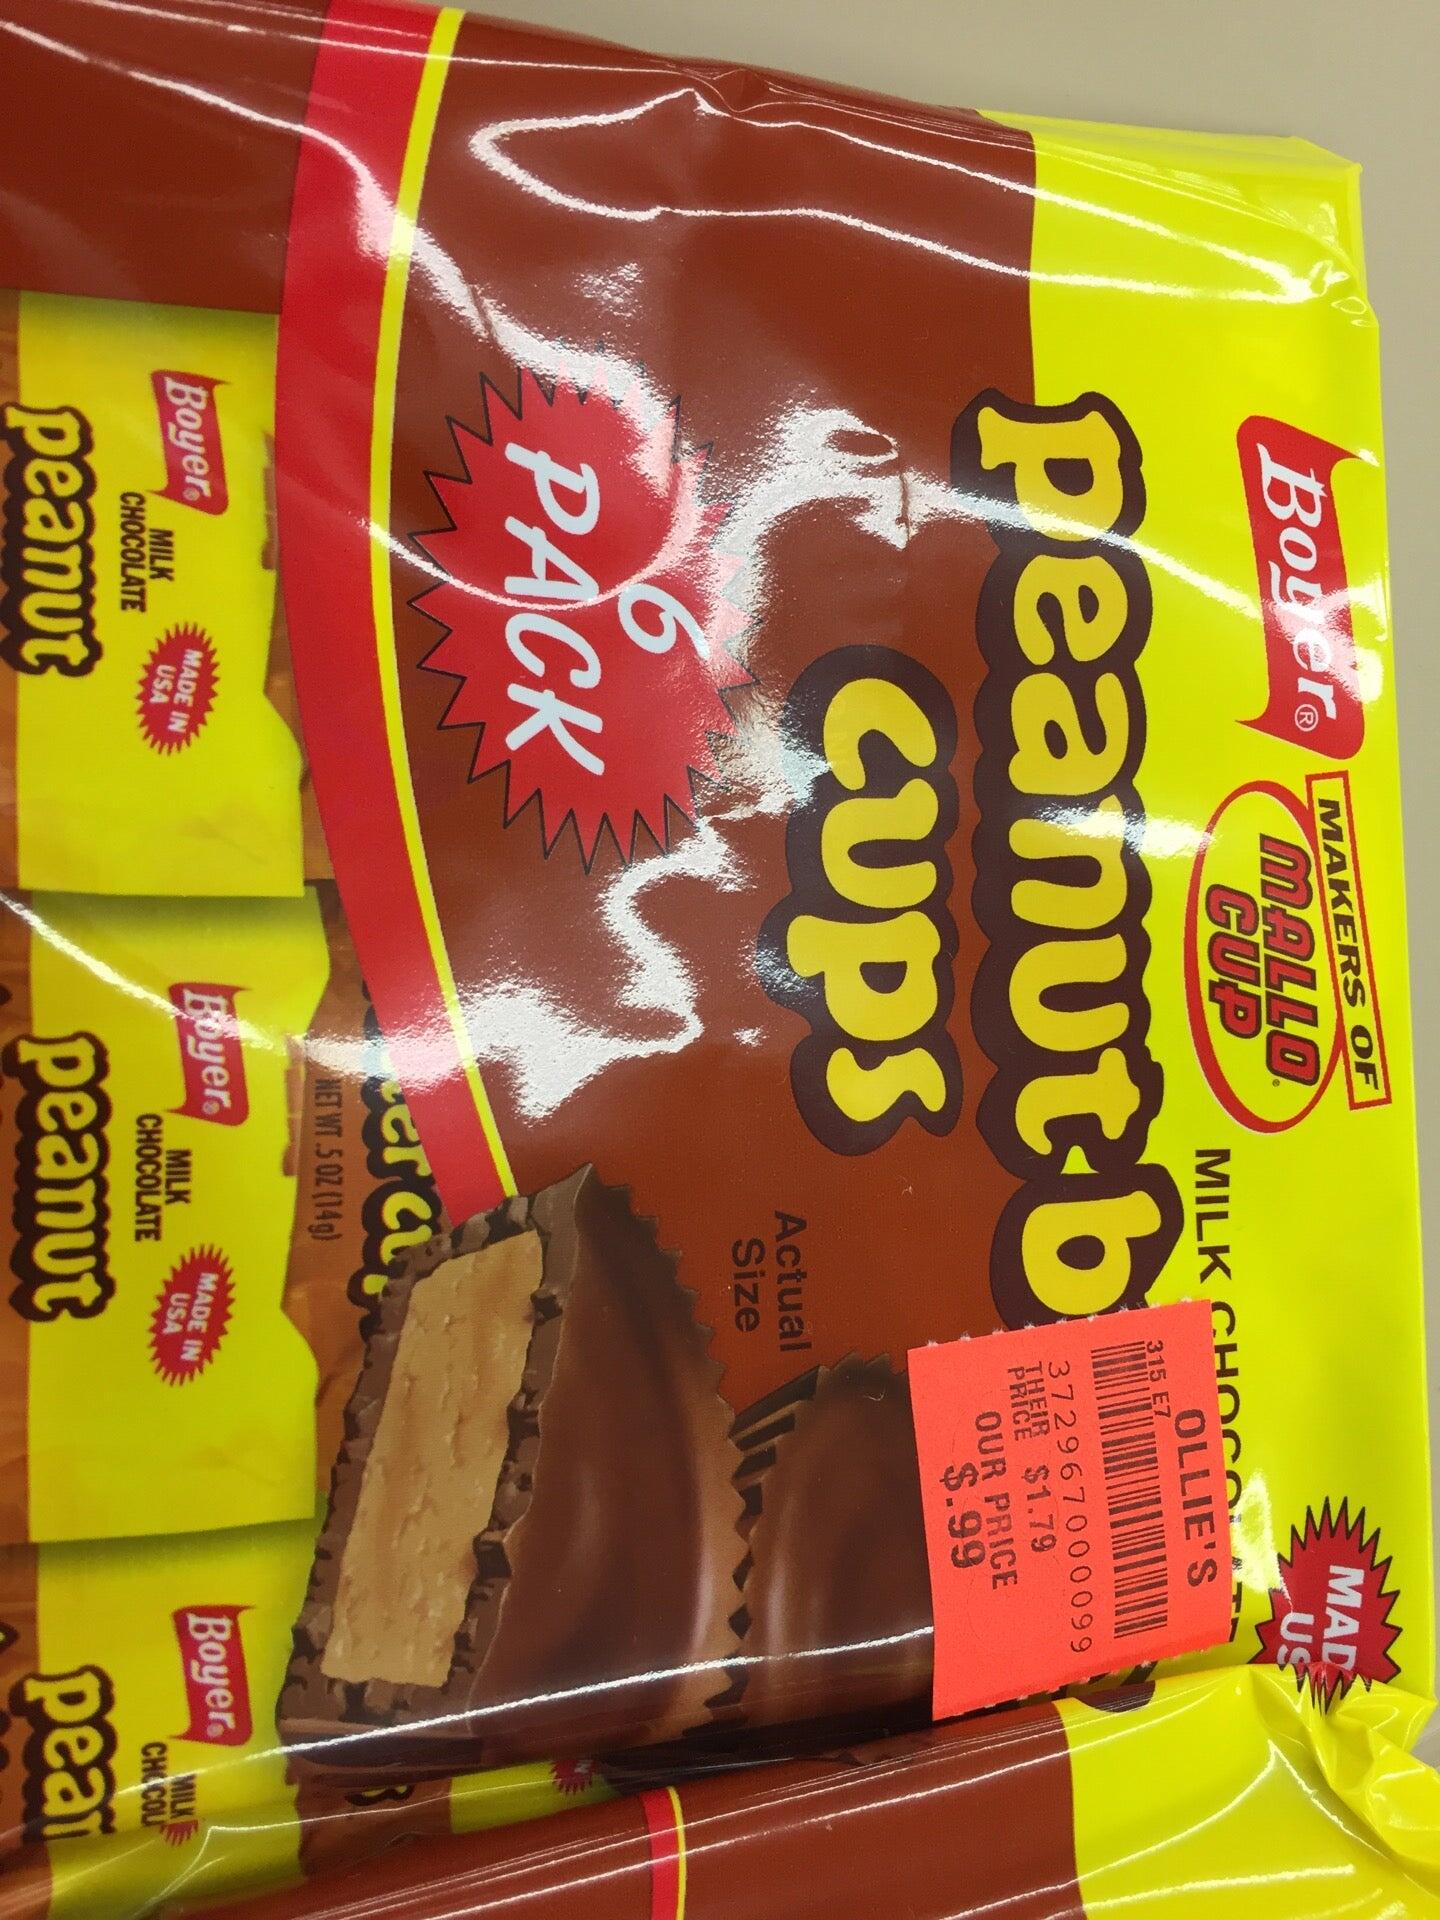 Boyer®
MAKERS OF
MALLO
CUP
MILK
MAD
US
peanut b
cups
6
PACK
Actual
Size
OLLIE'S
315 E7
372967000099
THEIR
PRICE $1.79
OUR PRICE
$.99
Boyer®
MILK
CHOCOLATE
MADE IN
USA
peanut
NET WT .5 OZ (14g)
Boyer®
MILK
CHOCOLATE
MADE IN
USA
peanut
Boyer®
MILK
CHOCOL
pea